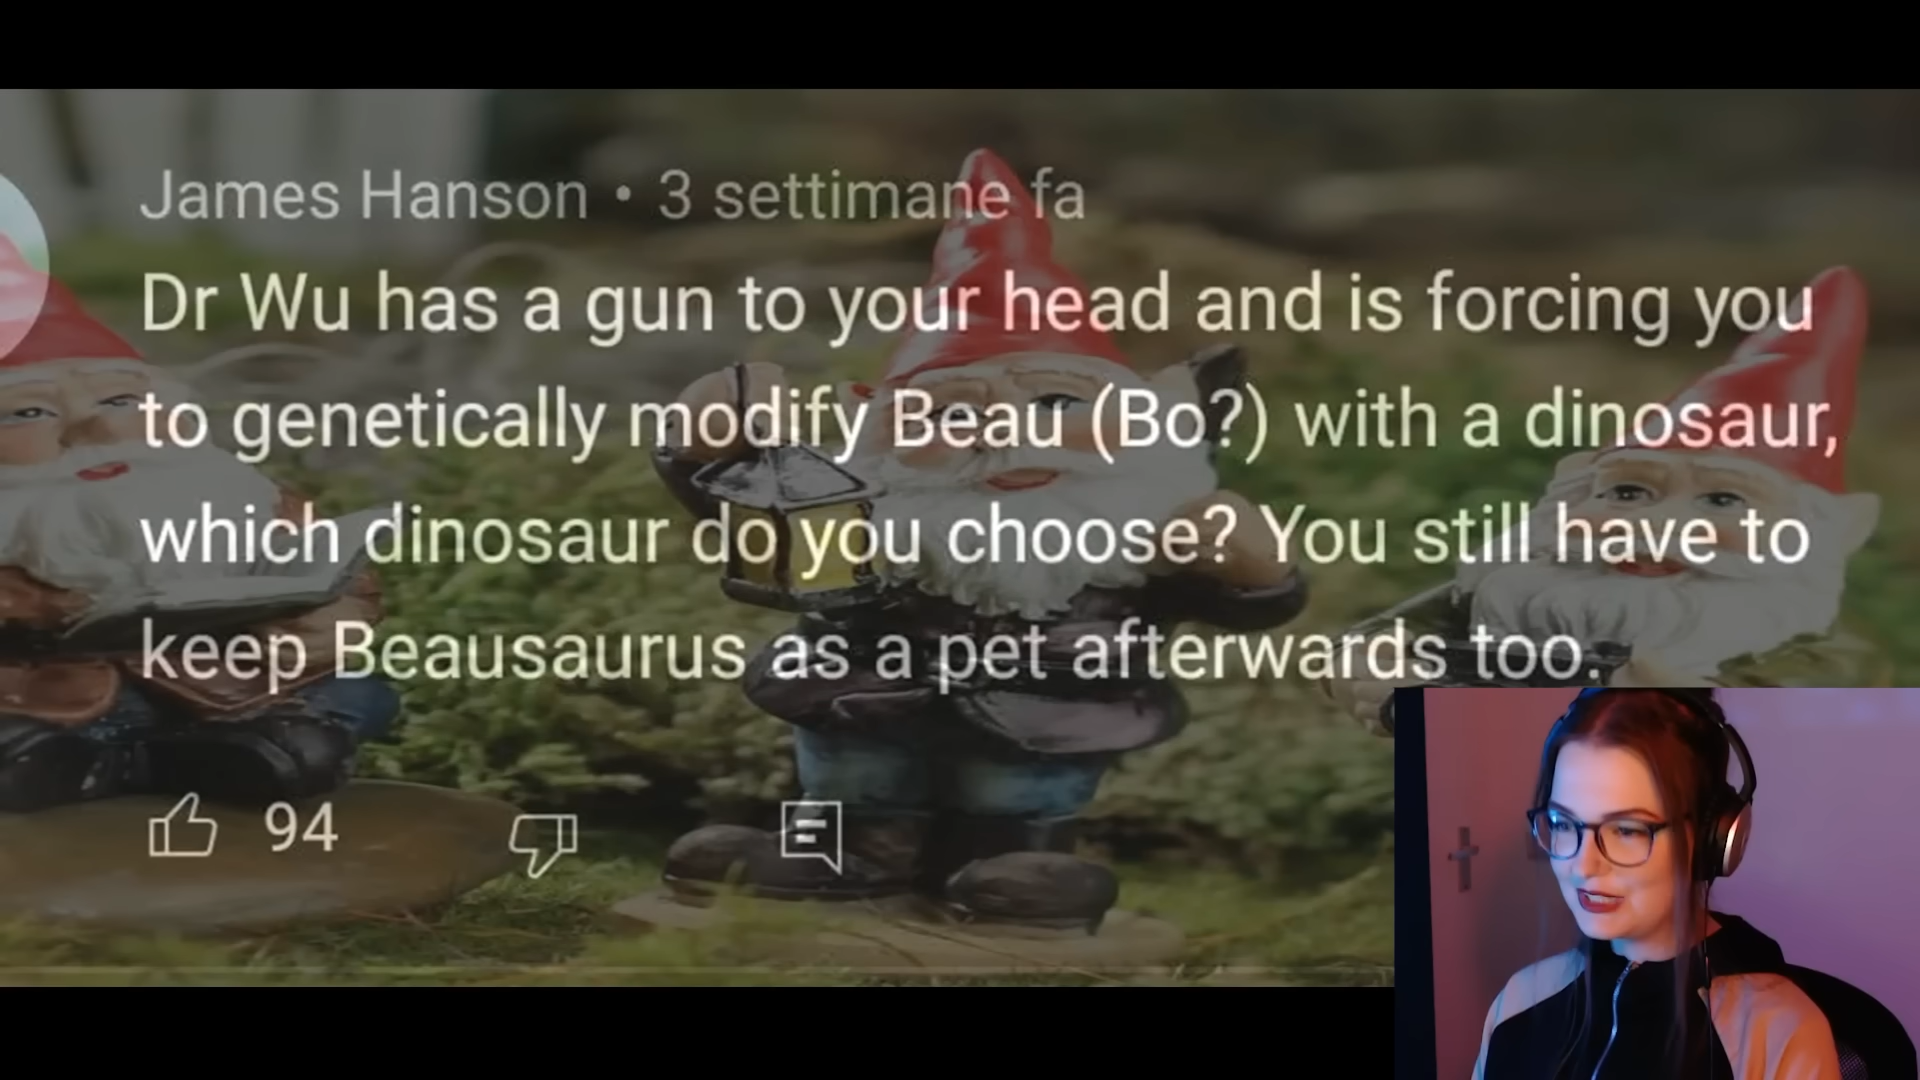 James Hanson • 3 settimane fa
Dr Wu has a gun to your head and is forcing you
to genetically modify Beau (Bo?) with a dinosaur,
which dinosaur do you choose? You still have to
keep Beausaurus as a pet afterwards too.
94